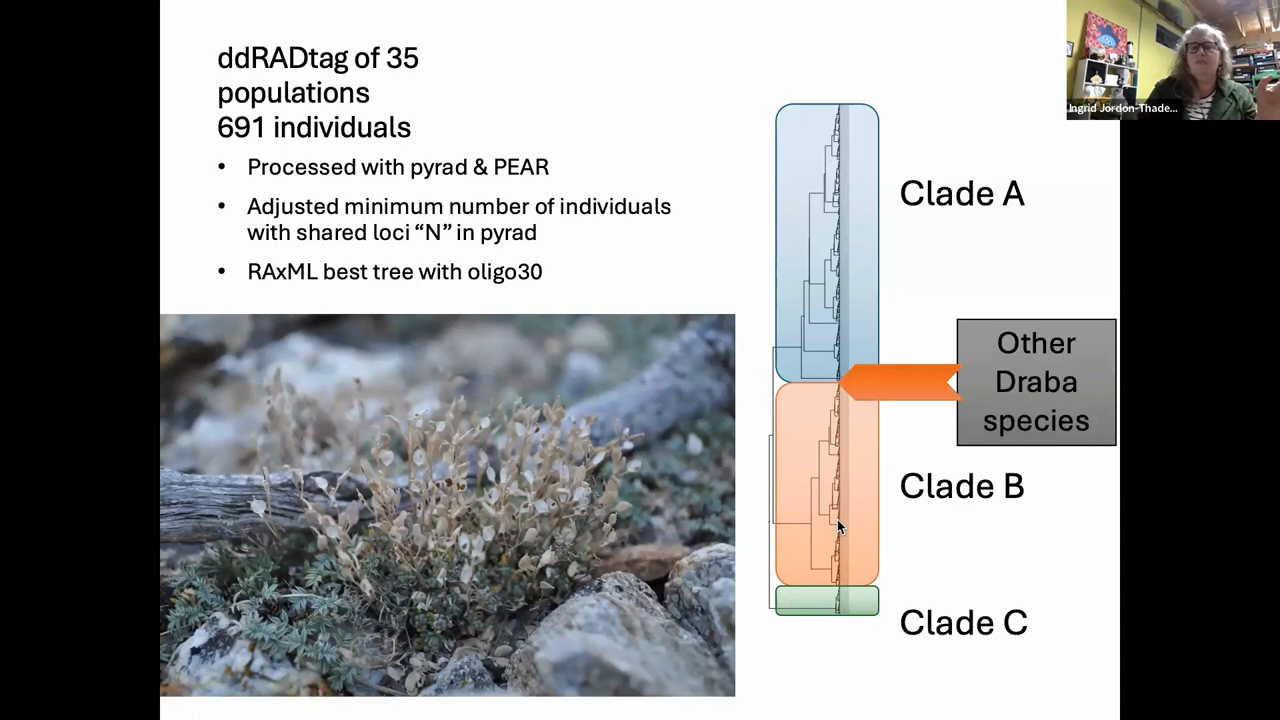 ddRADtag of 35
populations
691 individuals
• Processed with pyrad & PEAR
• Adjusted minimum number of individuals
with shared loci “N” in pyrad
• RAxML best tree with oligo30
Clade A
Other
Draba
species
Clade B
Clade C
Ingrid Jordon-Thade...